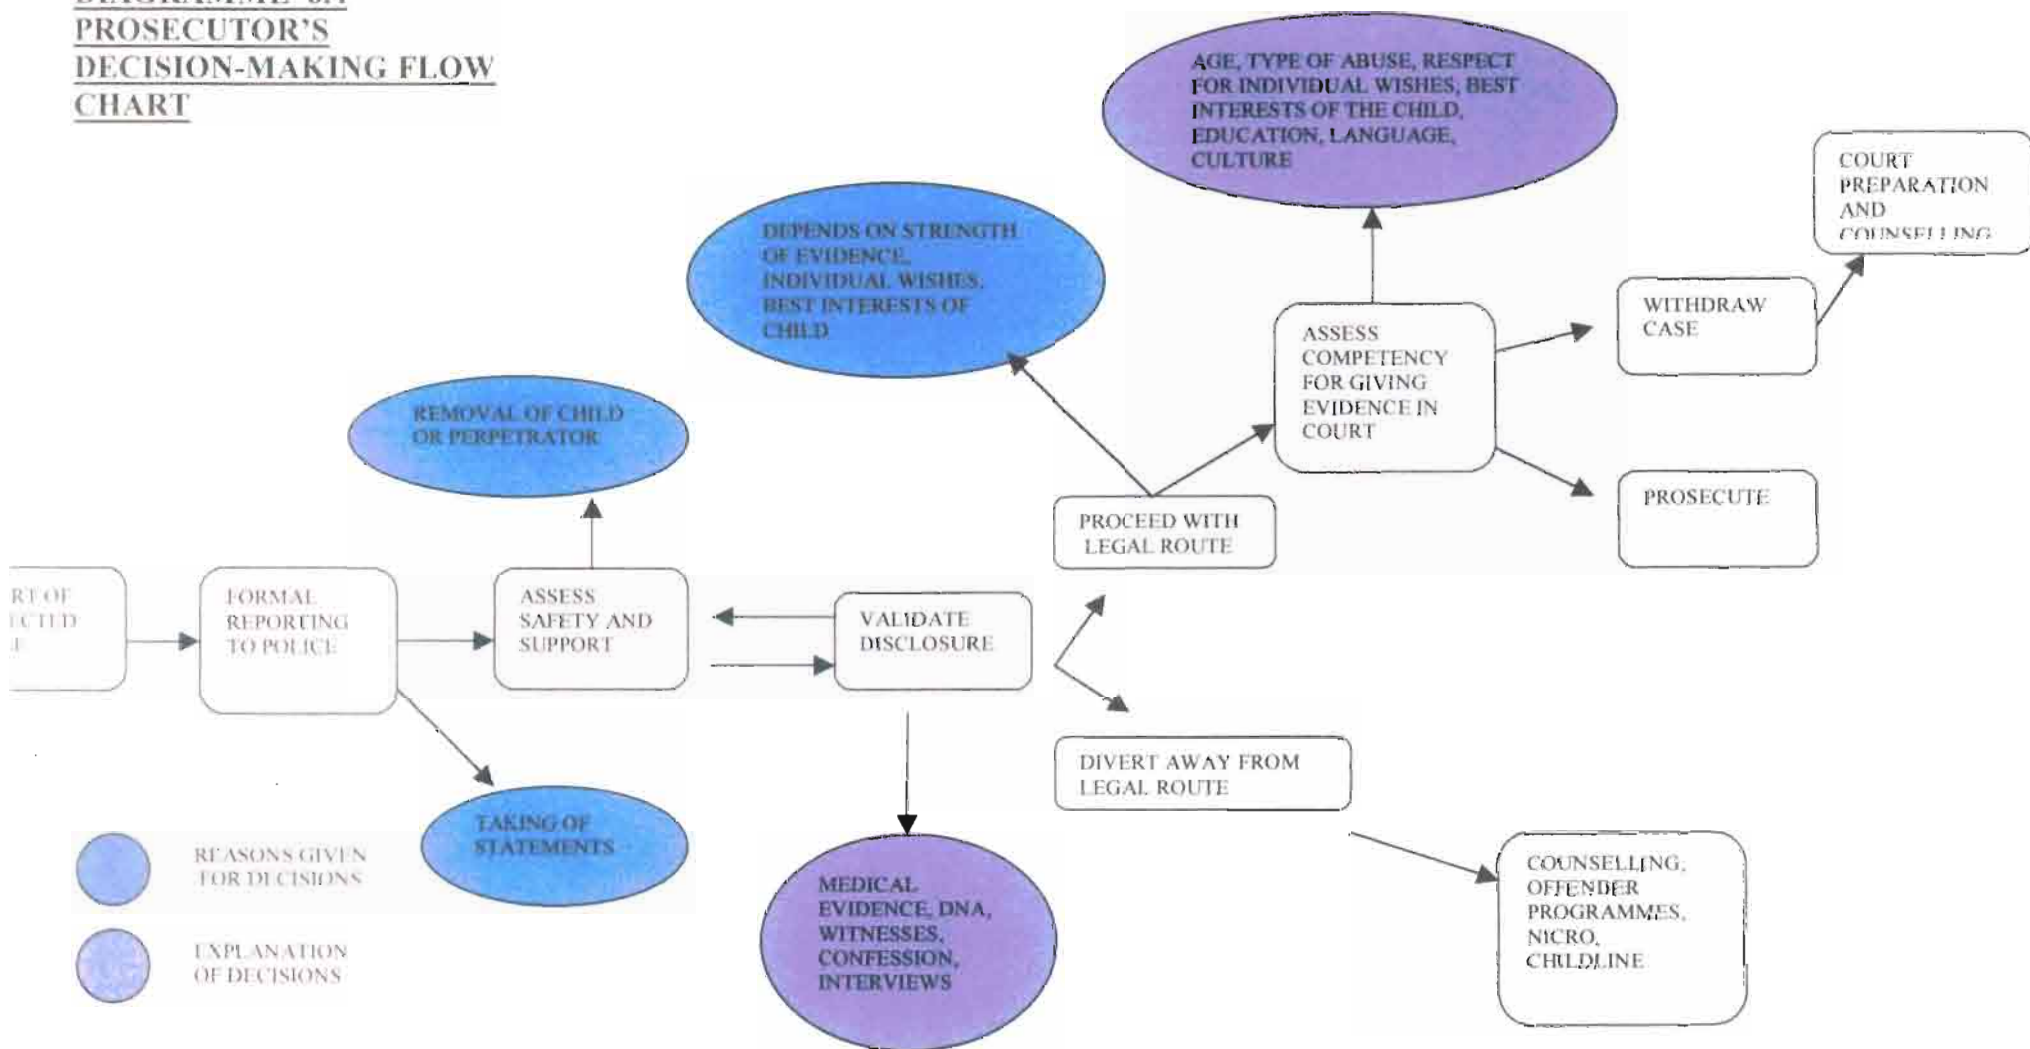 PROSECUTOR'S
DECISION-MAKING FLOW
CHART
AGE, TYPE OF ABUSE, RESPECT
FOR INDIVIDUAL WISHES, BEST
INTERESTS OF THE CHILD,
EDUCATION, LANGUAGE,
CULTURE
COURT
PREPARATION
AND
COUNSELLING
DEPENDS ON STRENGTH
OF EVIDENCE,
INDIVIDUAL WISHES,
BEST INTERESTS OF
CHILD
WITHDRAW
CASE
ASSESS
COMPETENCY
FOR GIVING
EVIDENCE IN
COURT
REMOVAL OF CHILD
OR PERPETRATOR
PROSECUTE
PROCEED WITH
LEGAL ROUTE
RT OF
ECTED
FORMAL
REPORTING
TO POLICE
ASSESS
SAFETY AND
SUPPORT
VALIDATE
DISCLOSURE
DIVERT AWAY FROM
LEGAL ROUTE
TAKING OF
STATEMENTS
REASONS GIVEN
FOR DECISIONS
EXPLANATION
OF DECISIONS
MEDICAL
EVIDENCE, DNA,
WITNESSES,
CONFESSION,
INTERVIEWS
COUNSELLING,
OFFENDER
PROGRAMMES,
NICRO,
CHILDLINE